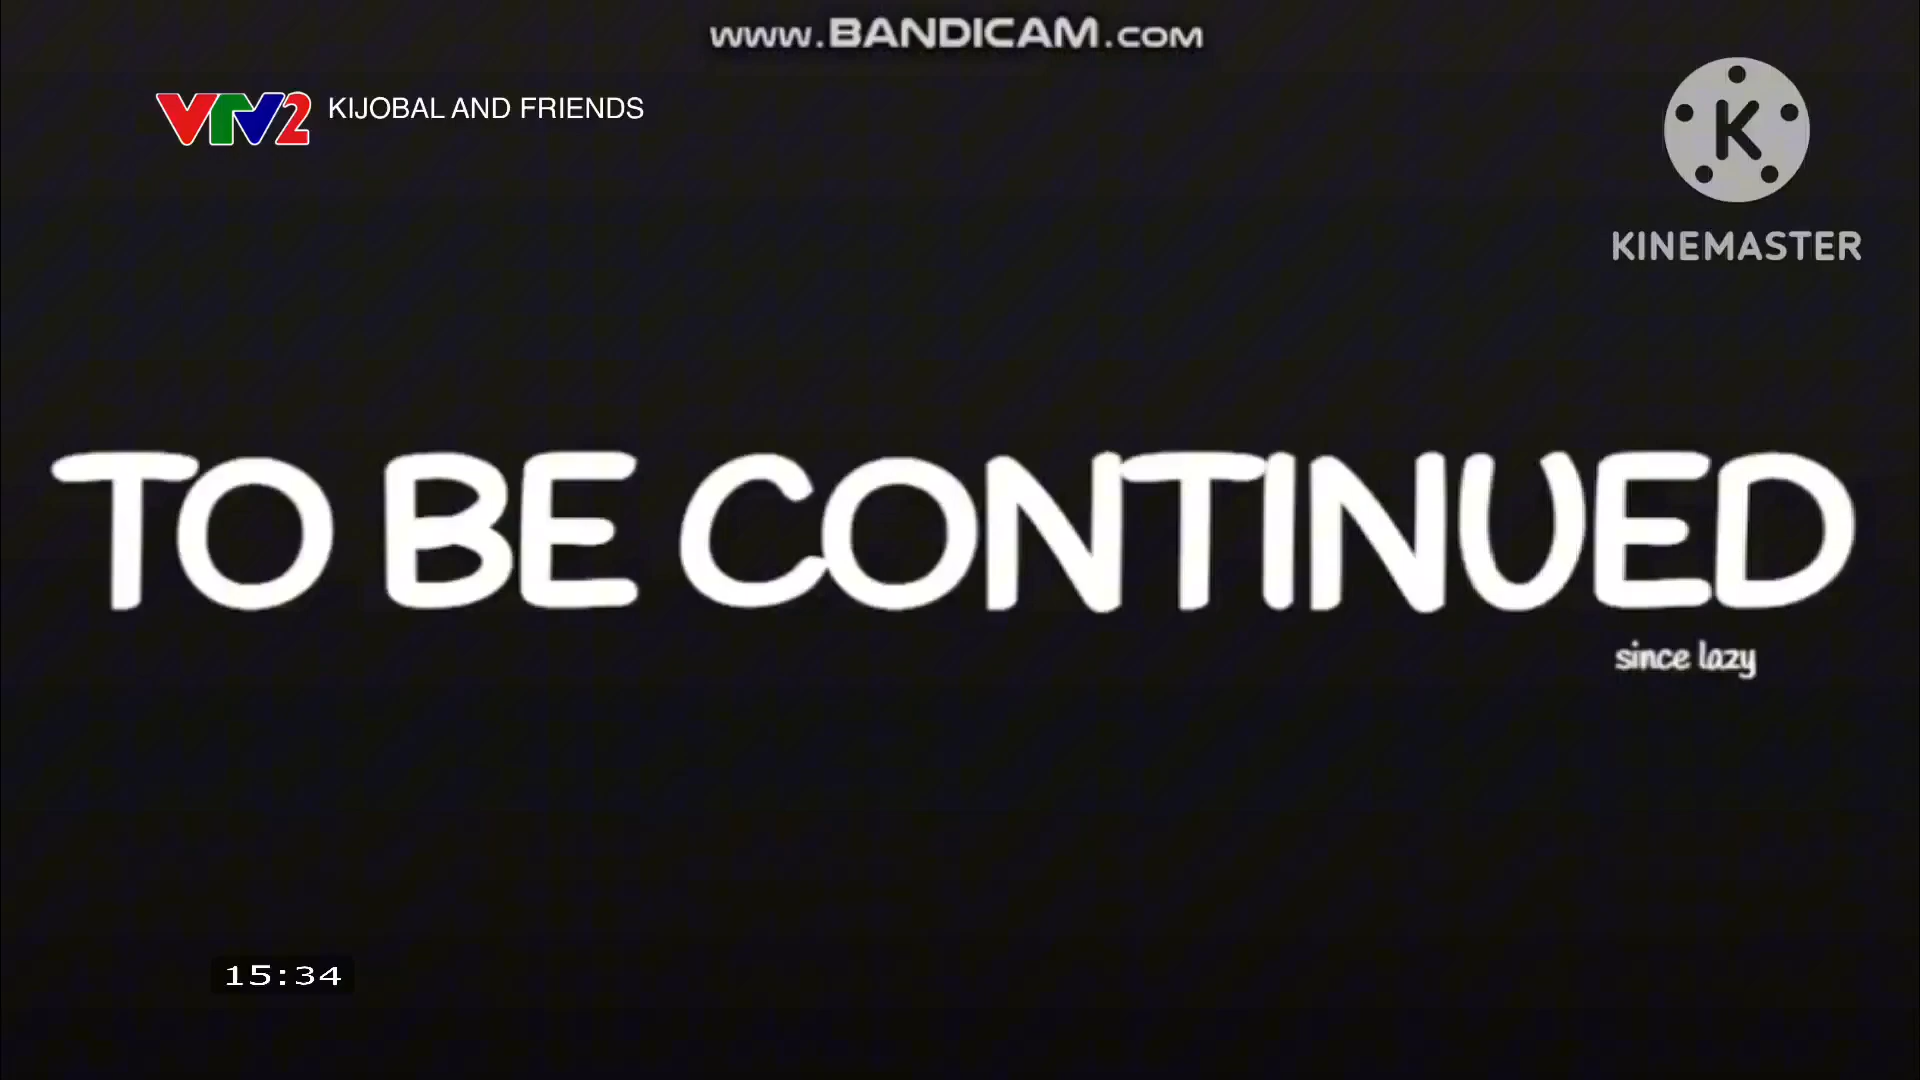 www.BANDICAM.com
VTV2 KIJOBAL AND FRIENDS
K
KINEMASTER
TO BE CONTINUED
since lazy
15:34